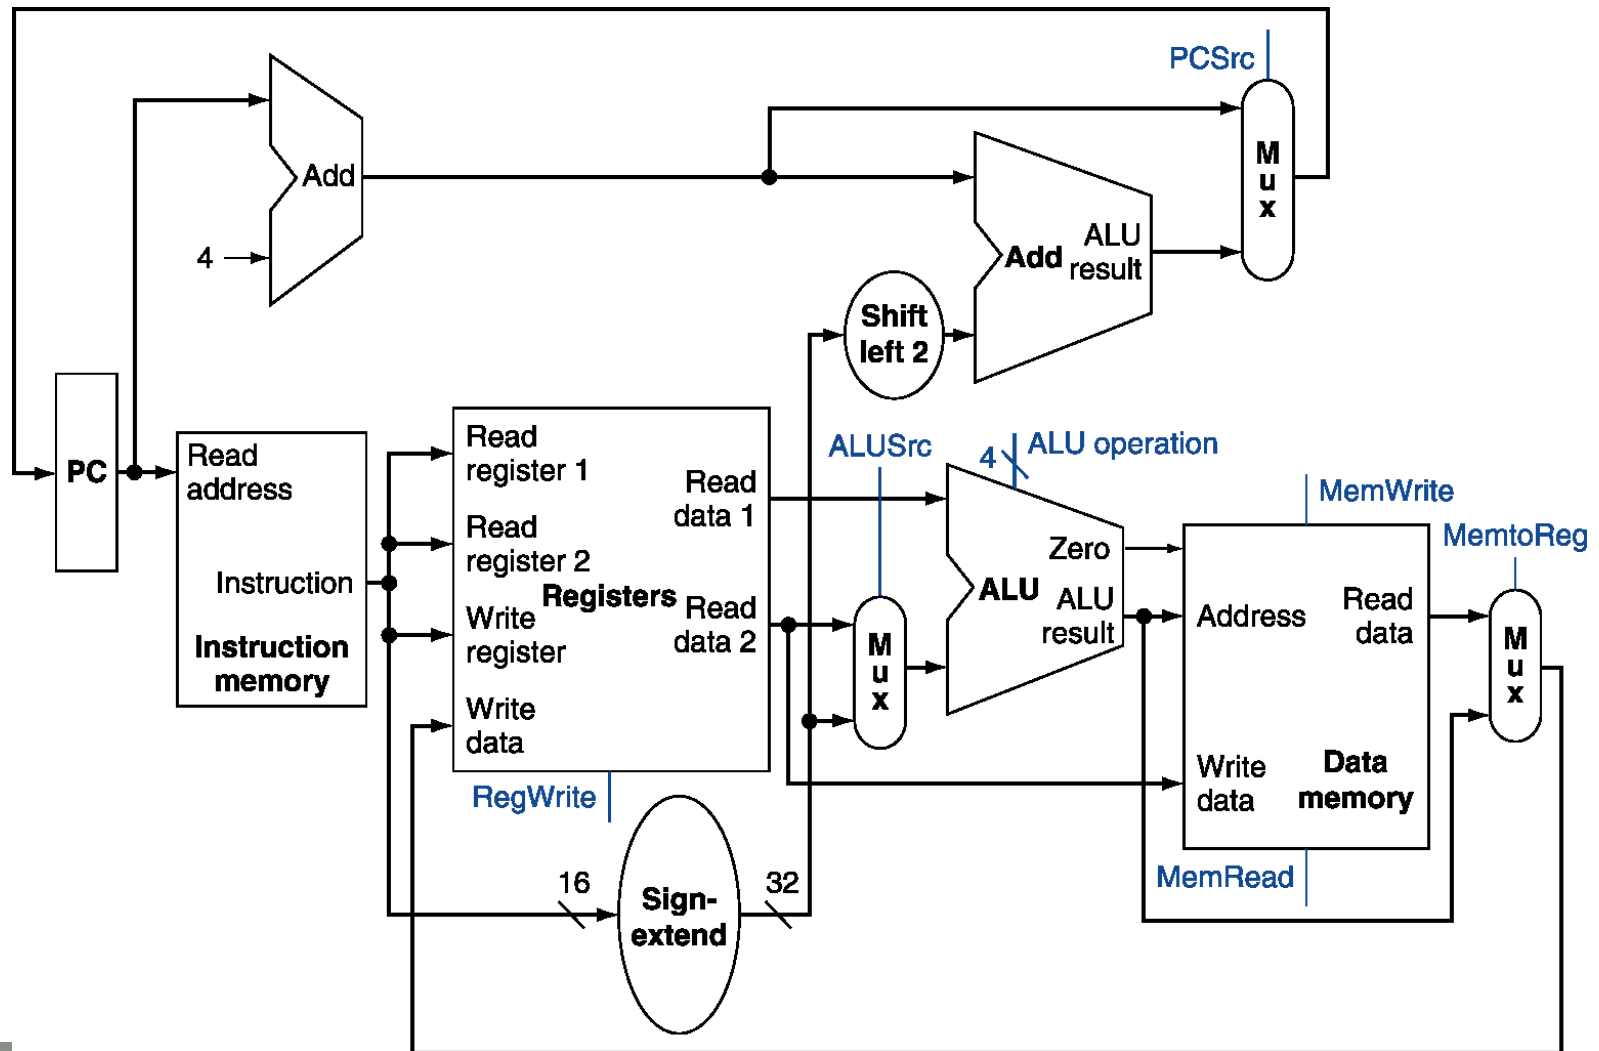 PCSrc
M
u
x
Add
4
ALU
Add result
Shift
left 2
PC
Read
address
Instruction
Instruction
memory
Read
register 1
Read
register 2
Write
register
Write
data
Registers
Read
data 1
Read
data 2
RegWrite
ALUSrc
M
u
x
4
ALU operation
Zero
ALU
ALU
result
MemWrite
Address
Read
data
Write
data
Data
memory
MemRead
MemtoReg
M
u
x
16
Sign-
extend
32